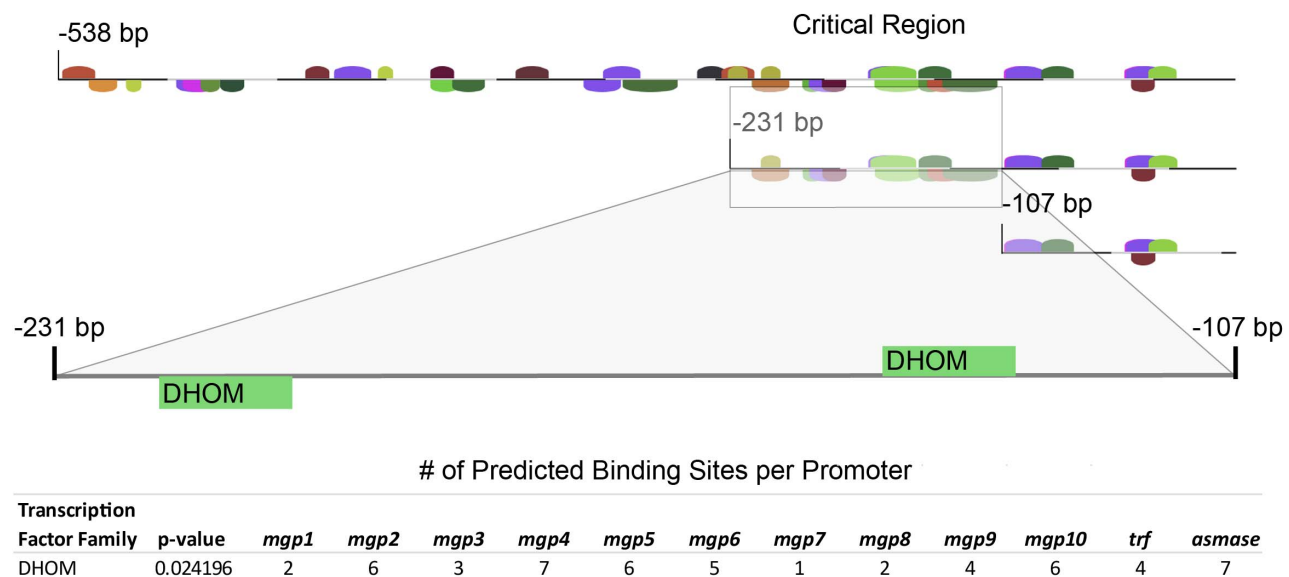 -538 bp
Critical Region
-231 bp
-107 bp
-231 bp
-107 bp
DHOM
DHOM
# of Predicted Binding Sites per Promoter
Transcription
Factor Family p-value mgp1 mgp2 mgp3 mgp4 mgp5 mgp6 mgp7 mgp8 mgp9 mgp10 trf asmase
DHOM 0.024196 2 6 3 7 6 5 1 2 4 6 4 7